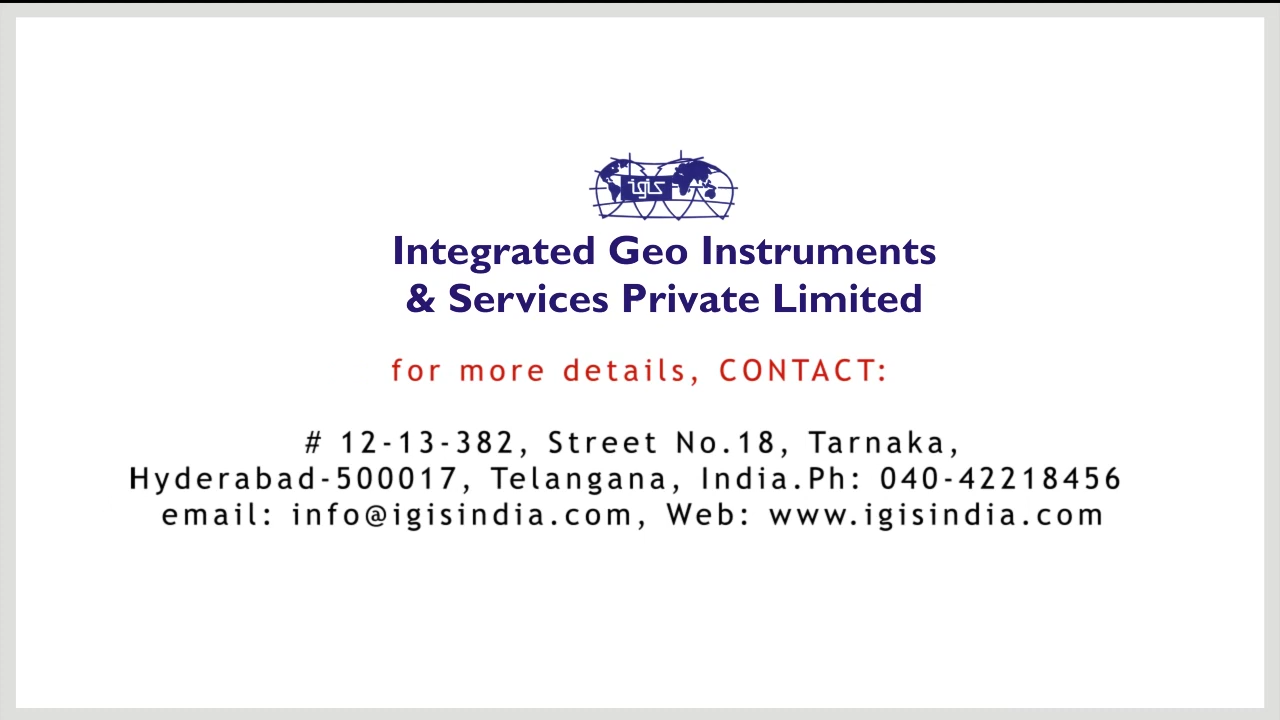 igis
Integrated Geo Instruments
& Services Private Limited
for more details, CONTACT:
# 12-13-382, Street No.18, Tarnaka,
Hyderabad-500017, Telangana, India.Ph: 040-42218456
email: info@igisindia.com, Web: www.igisindia.com